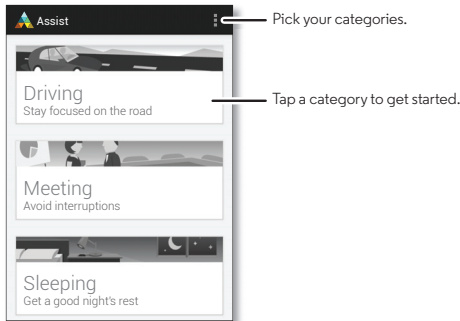 Assist
Pick your categories.
Driving
Stay focused on the road
Tap a category to get started.
Meeting
Avoid interruptions
Sleeping
Get a good night's rest